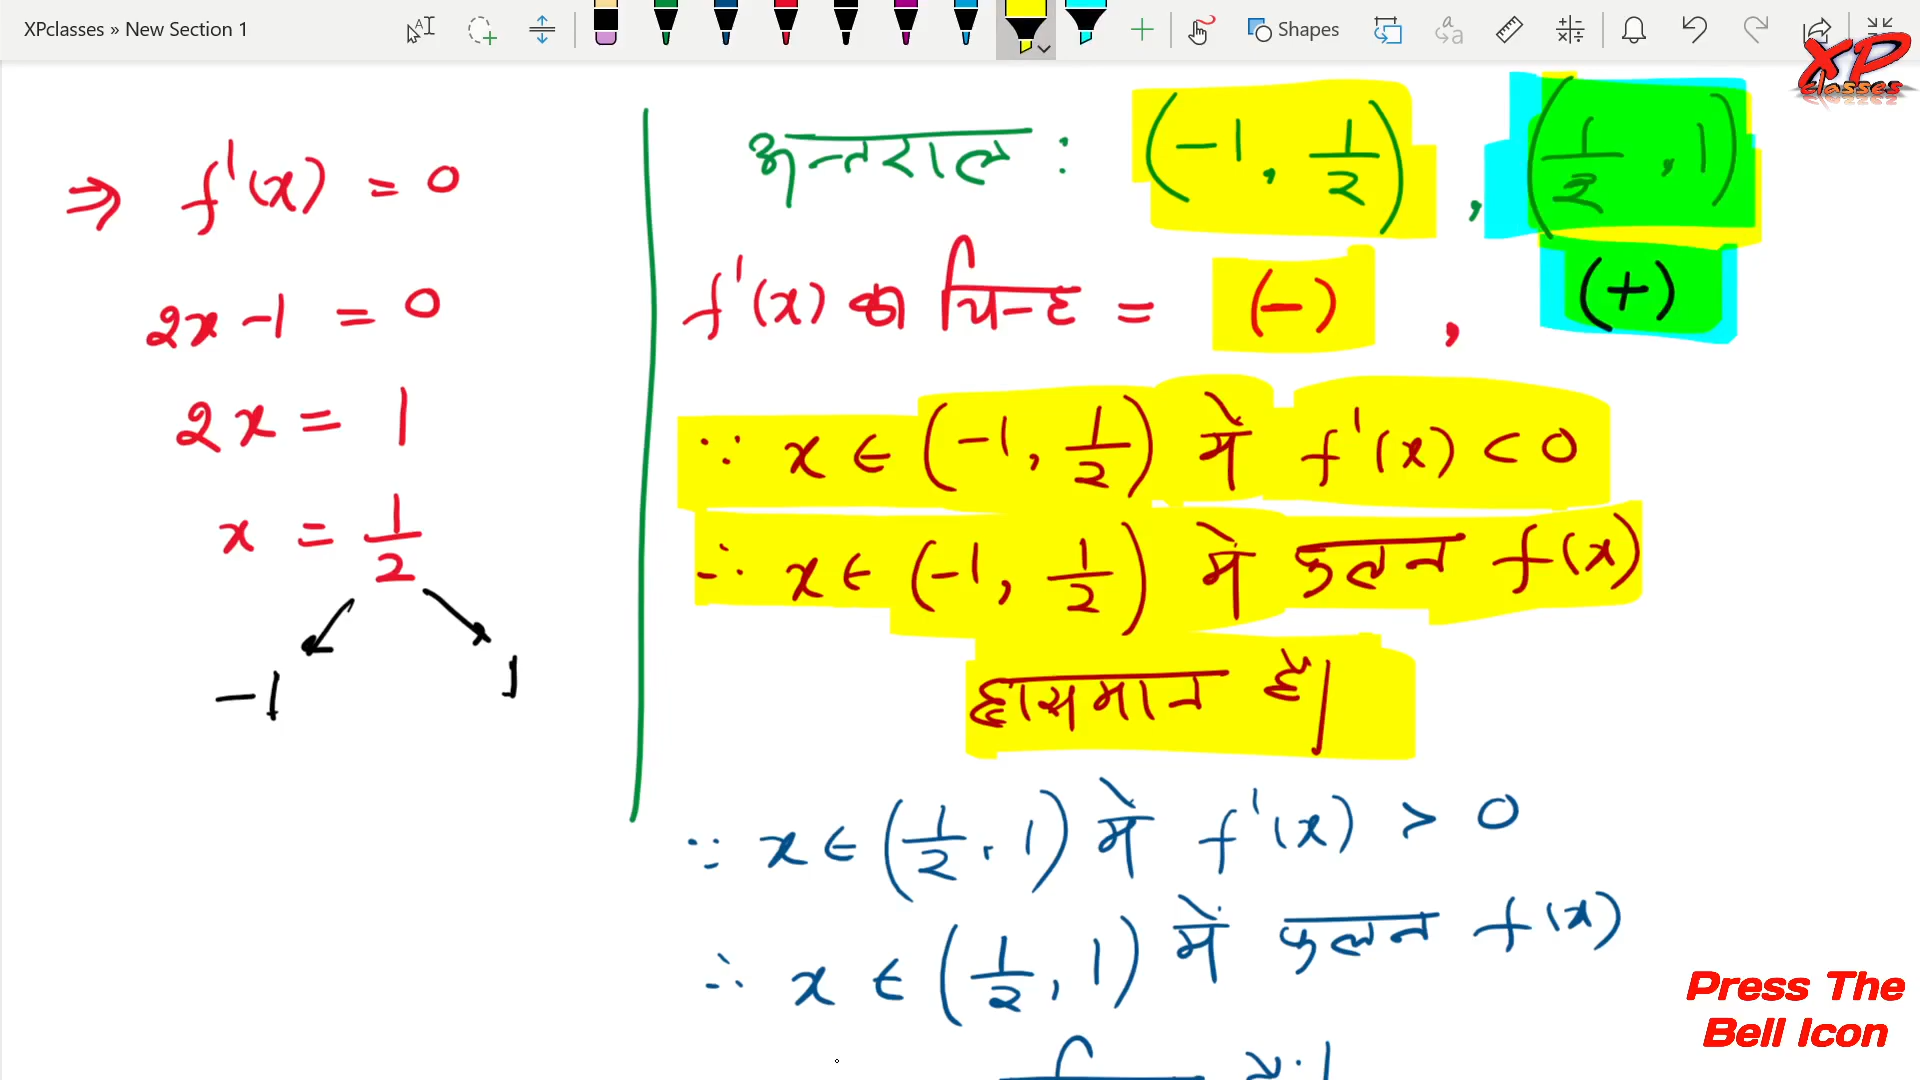 XPclasses » New Section 1
Shapes
XP
classes
⇒ f'(x) = 0
2x - 1 = 0
2x = 1
x = 1/2
-1 1
अन्तराल : (-1, 1/2) , (1/2, 1)
f'(x) का चिन्ह = (-) , (+)
∵ x ∈ (-1, 1/2) में f'(x) < 0
∴ x ∈ (-1, 1/2) में फलन f(x)
ह्रासमान है|
∵ x ∈ (1/2, 1) में f'(x) > 0
∴ x ∈ (1/2, 1) में फलन f(x)
Press The
Bell Icon